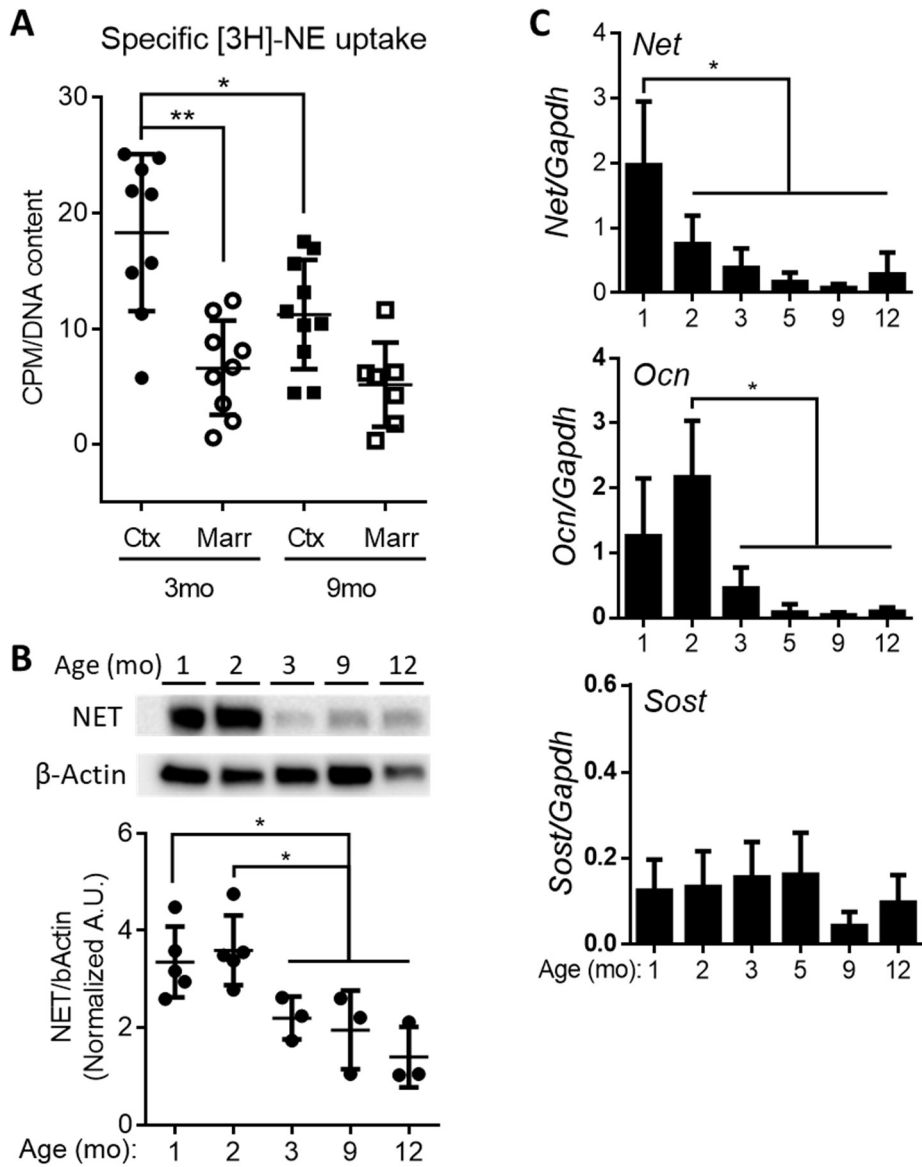 A
Specific [3H]-NE uptake
*
**
30
20
10
0
CPM/DNA content
Ctx Marr Ctx Marr
3mo 9mo
B
Age (mo) 1 2 3 9 12
NET
β-Actin
*
*
6
4
2
0
NET/bActin
(Normalized A.U.)
Age (mo): 1 2 3 9 12
C
Net
*
4
3
2
1
0
Net/Gapdh
1 2 3 5 9 12
Ocn
*
4
3
2
1
0
Ocn/Gapdh
1 2 3 5 9 12
Sost
0.6
0.4
0.2
0.0
Sost/Gapdh
Age (mo): 1 2 3 5 9 12